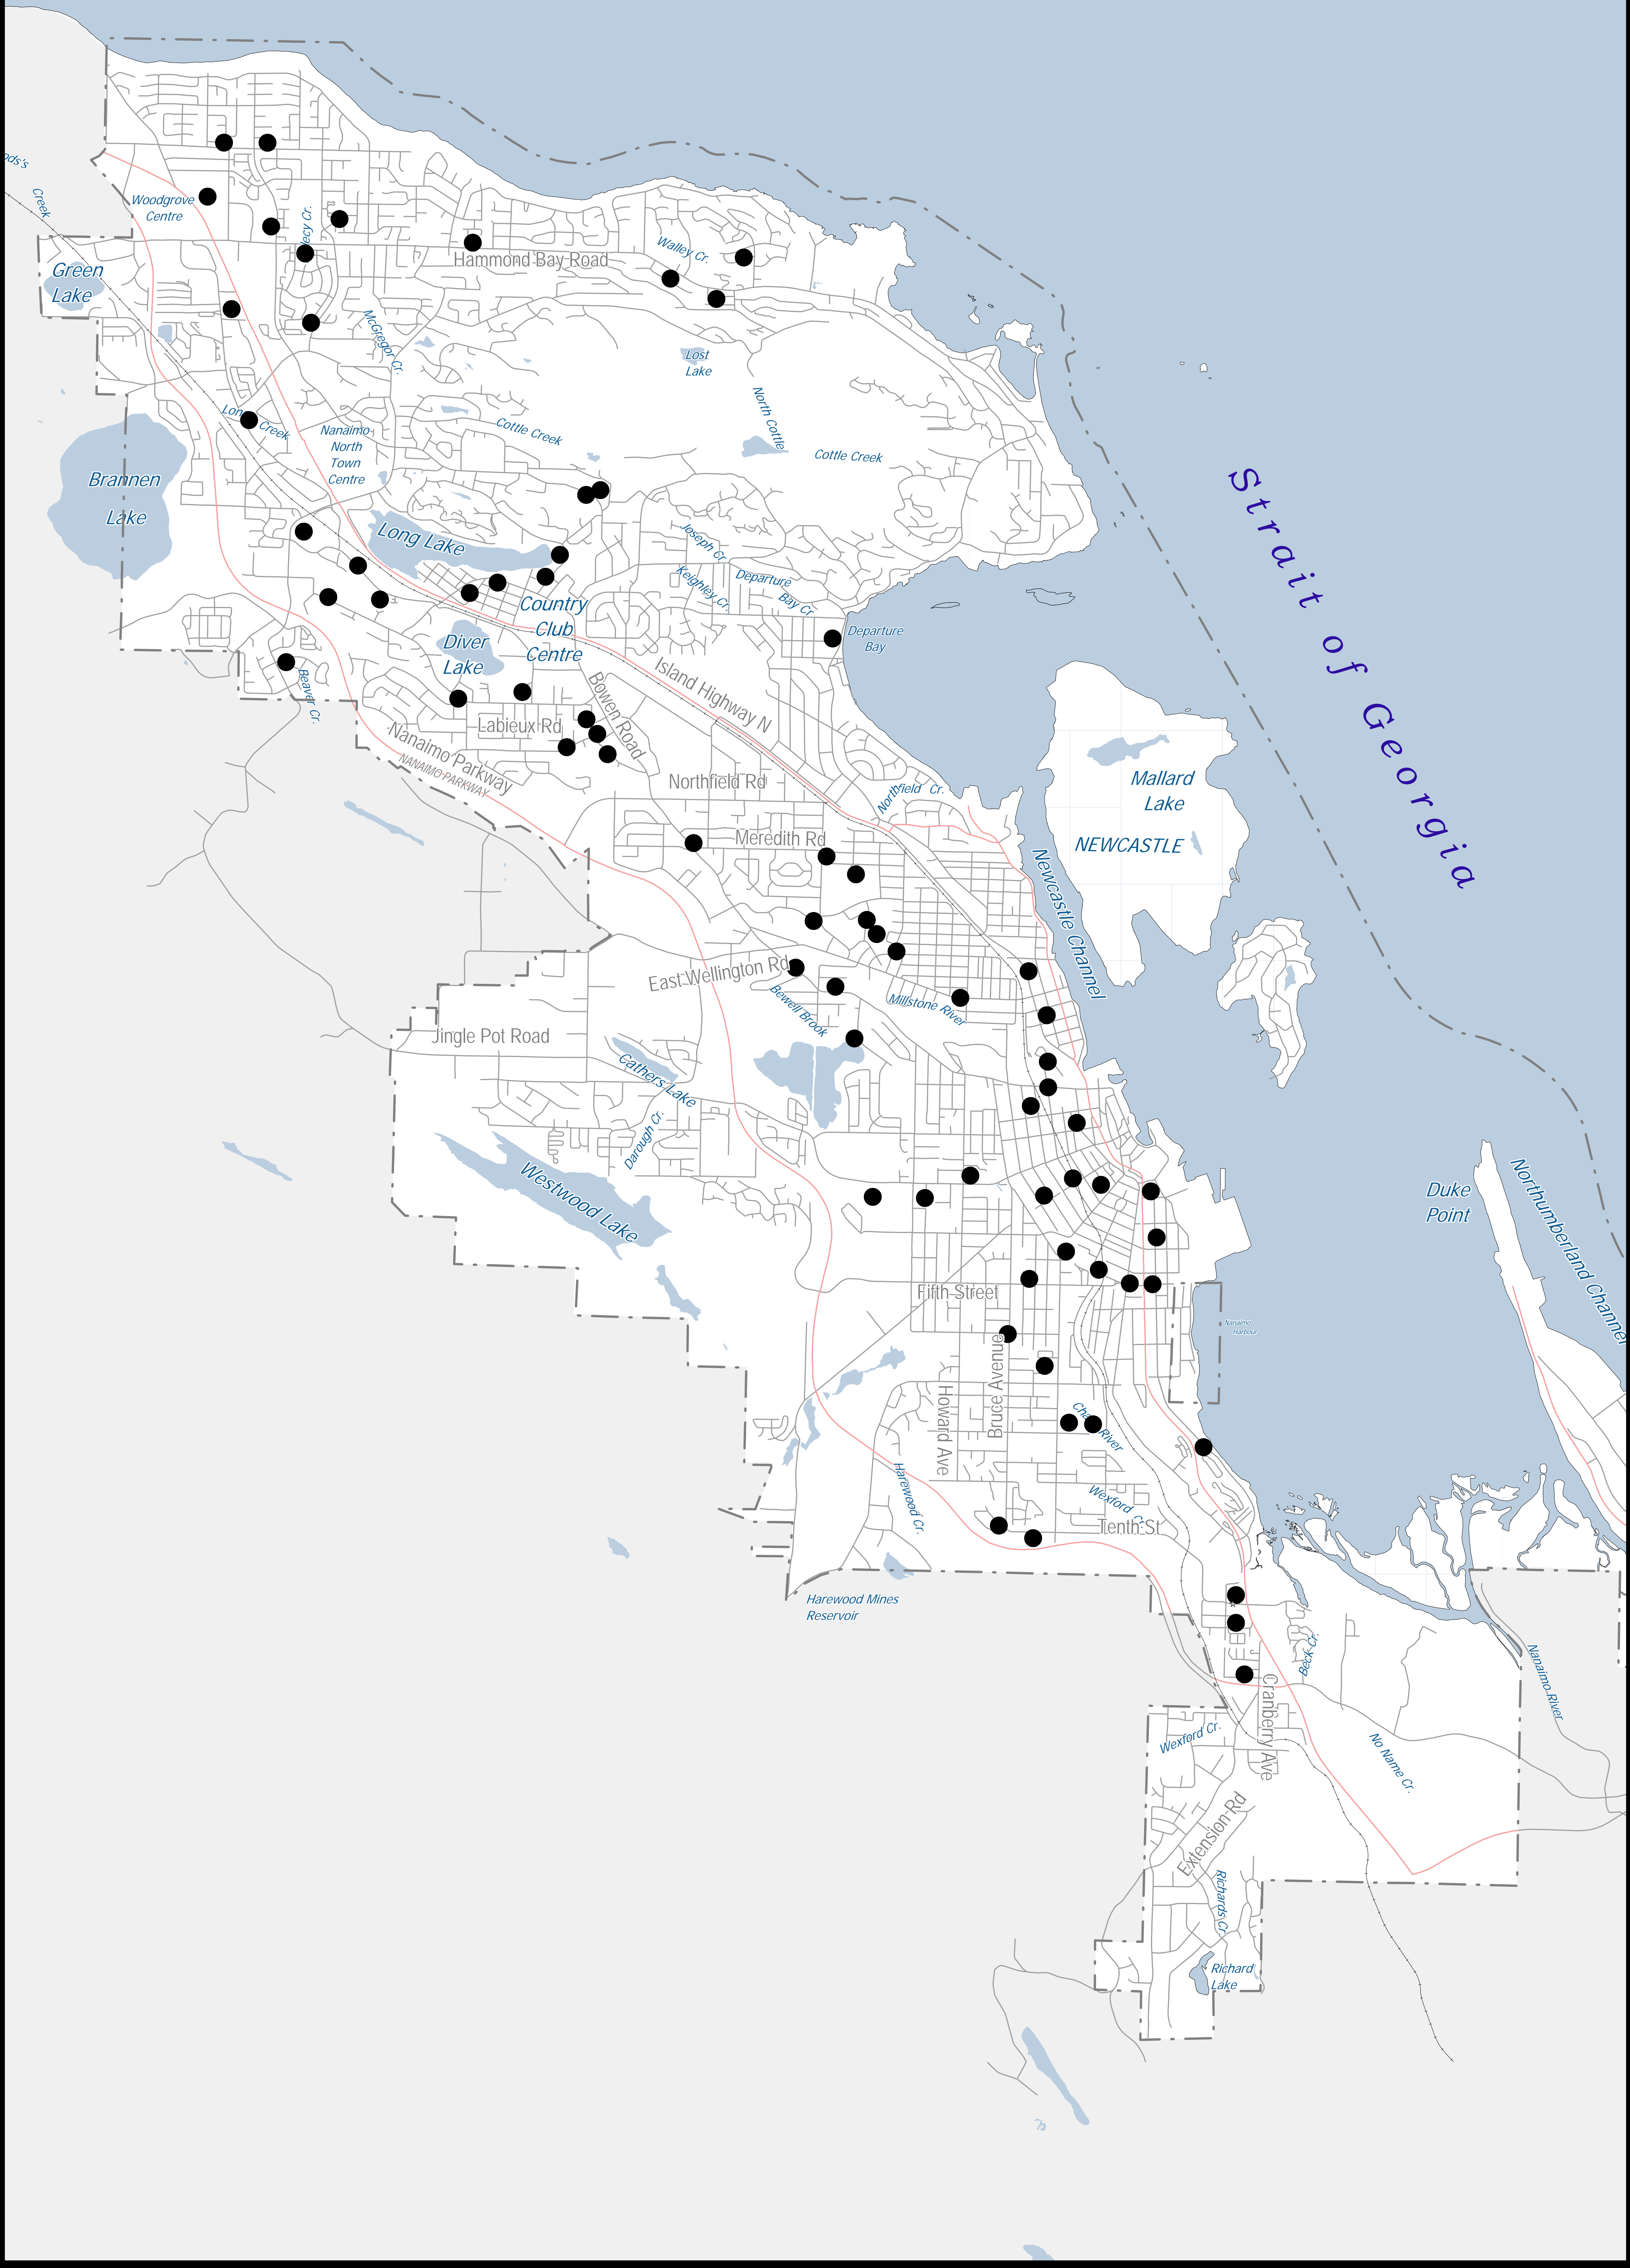 ods's
Creek
Woodgrove
Centre
Green
Lake
Hammond Bay Road
Walley Cr.
McGregor Cr.
Lost
Lake
North Cottle
Cottle Creek
Cottle Creek
Creek
Nanaimo
North
Town
Centre
Brannen
Lake
Long Lake
Joseph Cr.
Keighley Cr.
Departure
Bay Cr.
Departure
Bay
Country
Club
Centre
Diver
Lake
Beaver Cr.
Island Highway N
Bowen Road
Labieux Rd
Nanaimo Parkway
NANAIMO PARKWAY
Northfield Rd
Northfield Cr.
Meredith Rd
Strait of Georgia
Mallard
Lake
NEWCASTLE
Newcastle Channel
East Wellington Rd
Bewell Brook
Millstone River
Jingle Pot Road
Cathers Lake
Darough Cr.
Westwood Lake
Duke
Point
Northumberland Channel
Fifth Street
Nanaimo
Harbour
Bruce Avenue
Howard Ave
River
Harewood Cr.
Wexford
Tenth St
Harewood Mines
Reservoir
Beck Cr.
Nanaimo River
Cranberry Ave
Wexford Cr.
No Name Cr.
Extension Rd
Richards Cr.
Richard
Lake